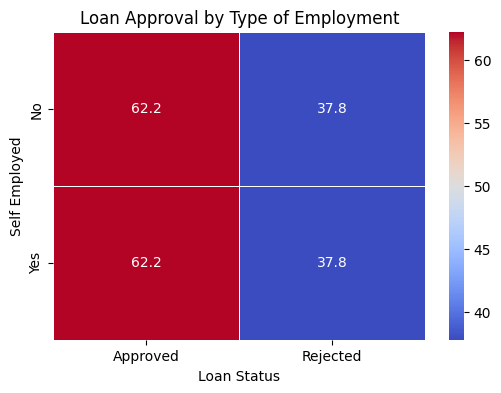 Loan Approval by Type of Employment
Self Employed
No
Yes
62.2
37.8
62.2
37.8
Approved
Rejected
Loan Status
60
55
50
45
40